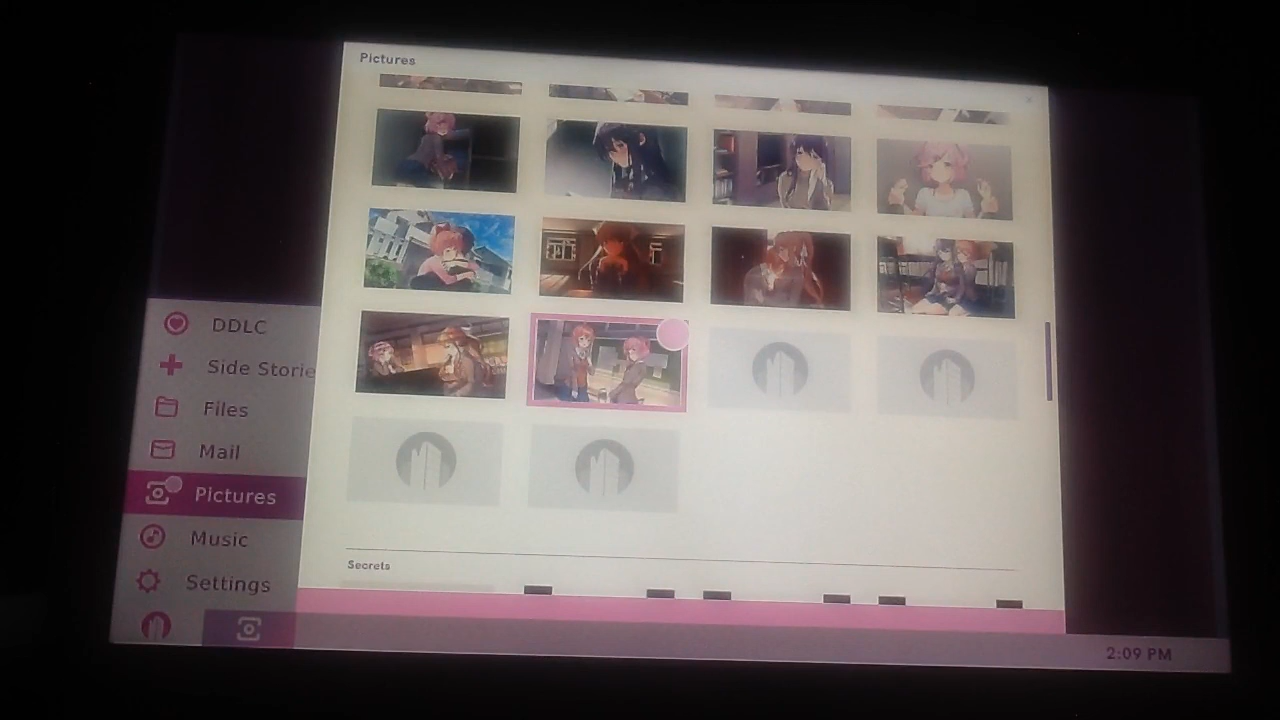 Pictures
DDLC
Side Storie
Files
Mail
Pictures
Music
Settings
Secrets
2:09 PM